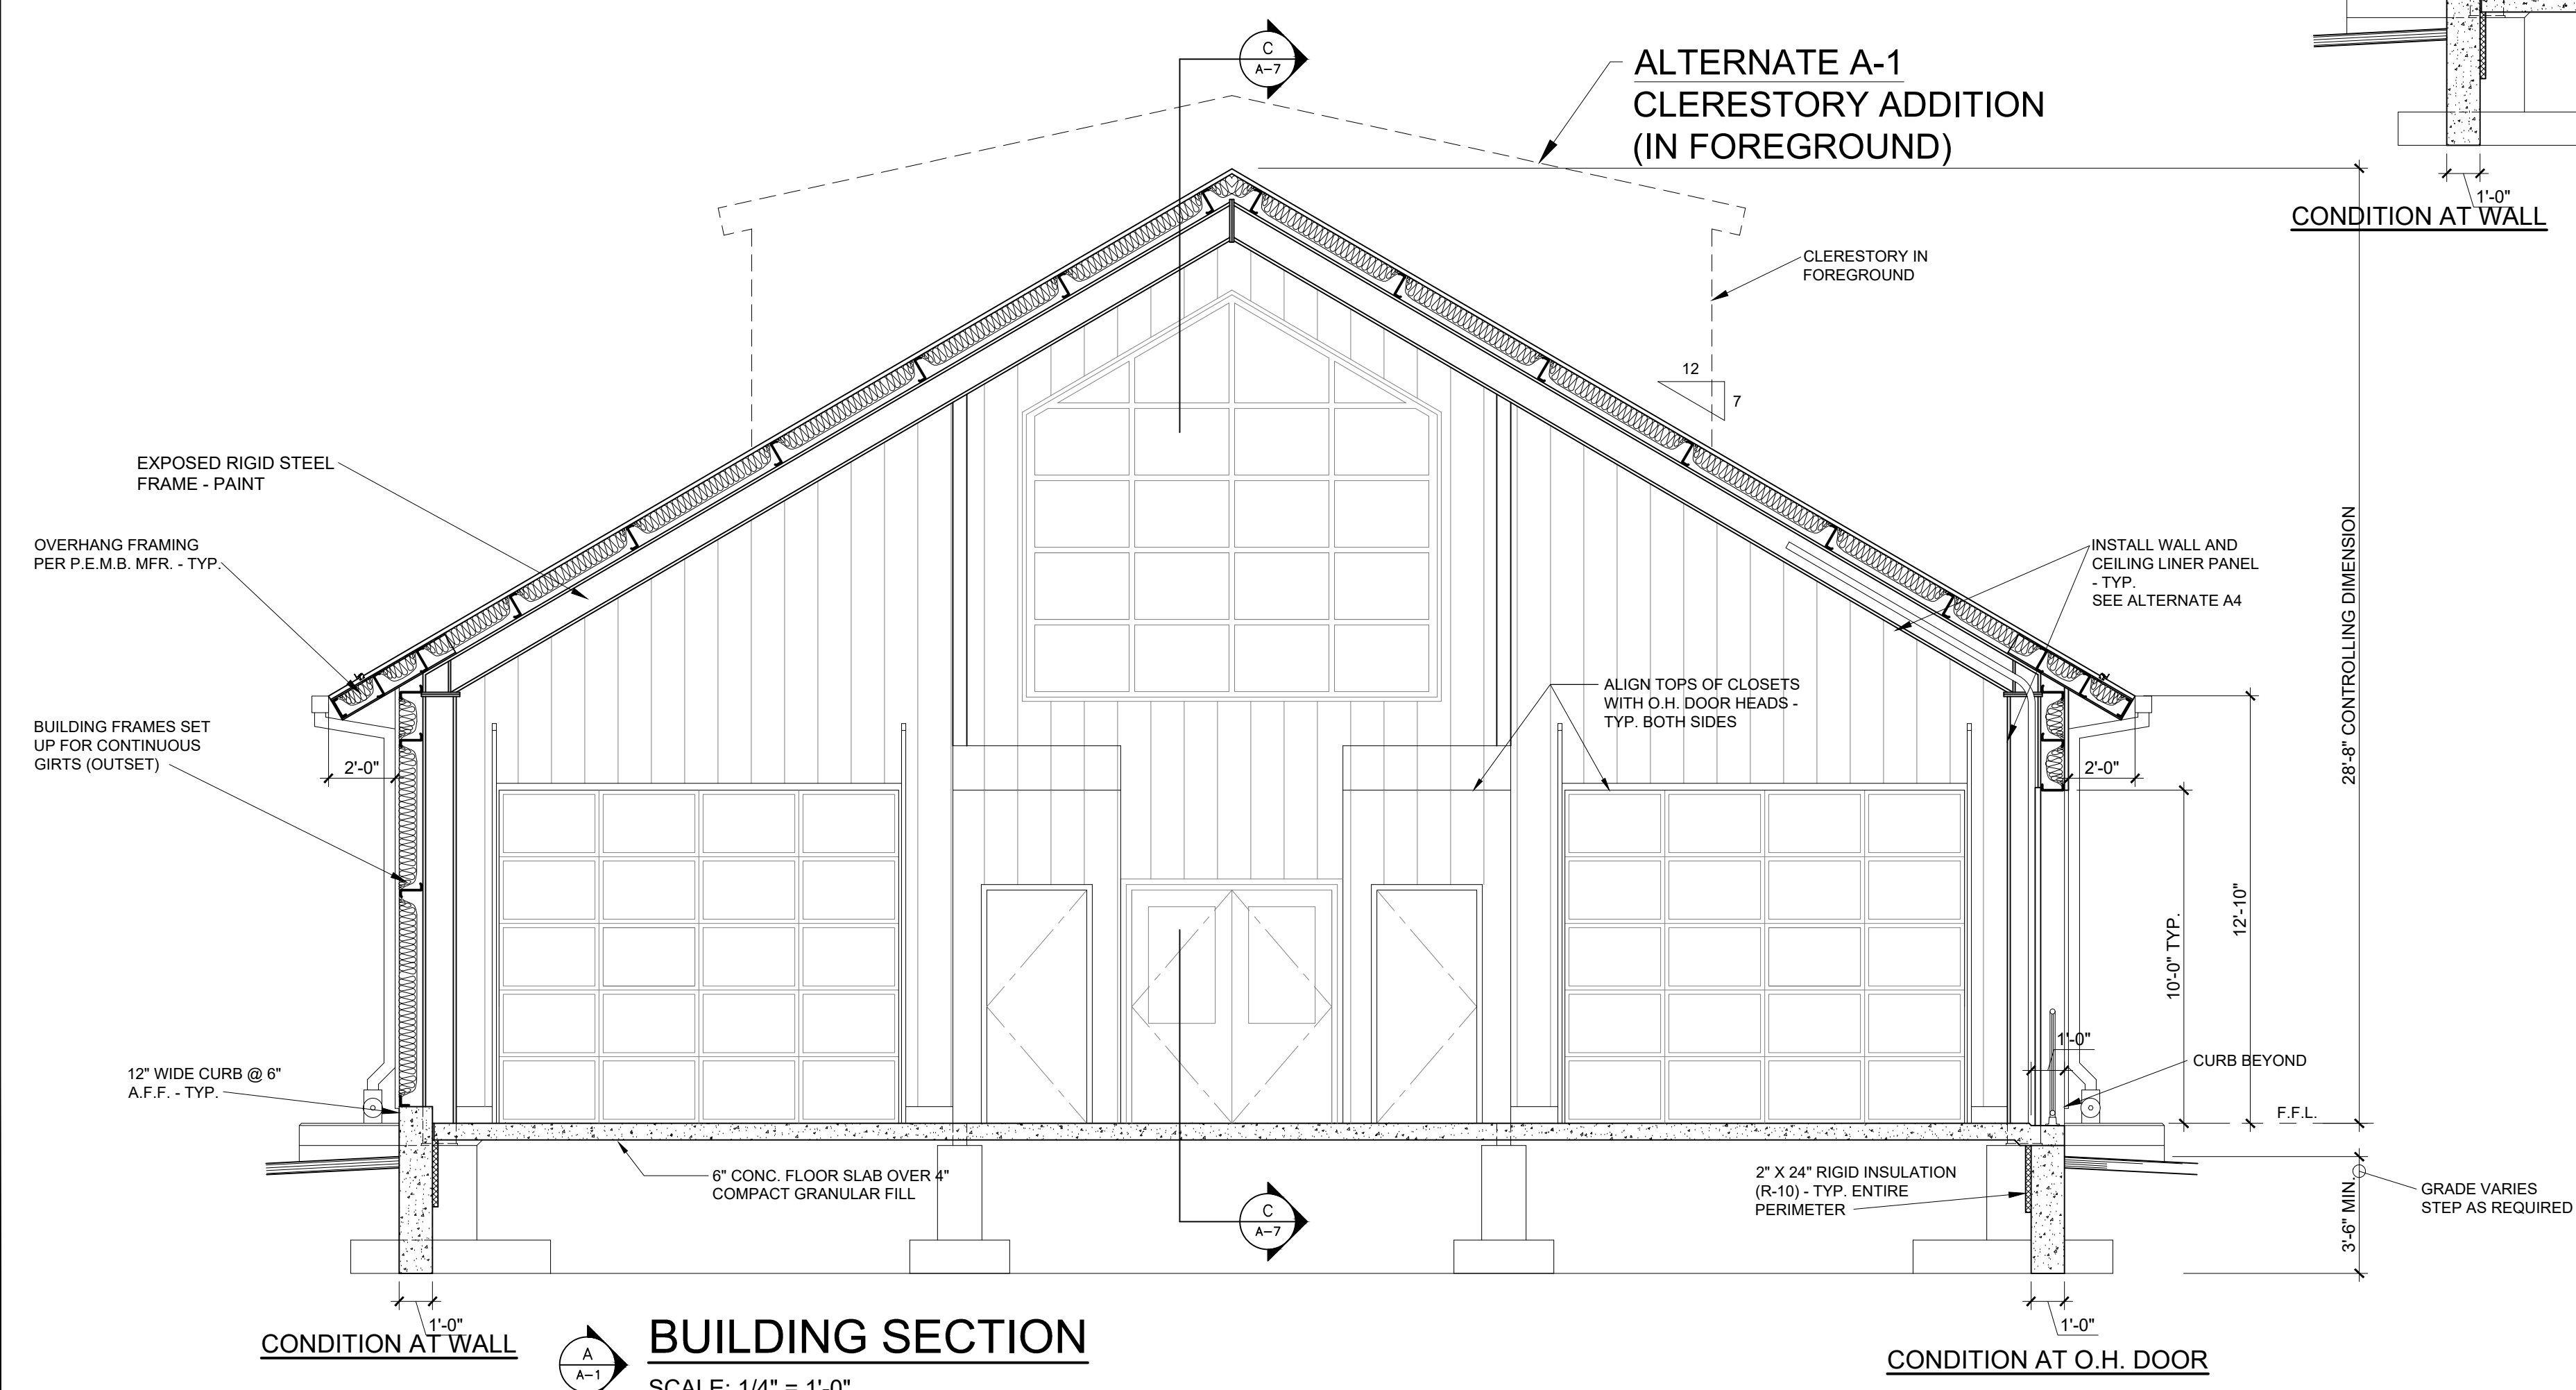 C
A-7
ALTERNATE A-1
CLERESTORY ADDITION
(IN FOREGROUND)
1'-0"
CONDITION AT WALL
CLERESTORY IN
FOREGROUND
12
7
EXPOSED RIGID STEEL
FRAME - PAINT
OVERHANG FRAMING
PER P.E.M.B. MFR. - TYP.
BUILDING FRAMES SET
UP FOR CONTINUOUS
GIRTS (OUTSET)
2'-0"
12" WIDE CURB @ 6"
A.F.F. - TYP.
INSTALL WALL AND
CEILING LINER PANEL
- TYP.
SEE ALTERNATE A4
ALIGN TOPS OF CLOSETS
WITH O.H. DOOR HEADS -
TYP. BOTH SIDES
2'-0"
28'-8" CONTROLLING DIMENSION
12'-10"
10'-0" TYP.
1'-0"
CURB BEYOND
F.F.L.
6" CONC. FLOOR SLAB OVER 4"
COMPACT GRANULAR FILL
2" X 24" RIGID INSULATION
(R-10) - TYP. ENTIRE
PERIMETER
3'-6" MIN.
GRADE VARIES
STEP AS REQUIRED
C
A-7
1'-0"
CONDITION AT WALL
A
A-1
BUILDING SECTION
SCALE: 1/4" = 1'-0"
1'-0"
CONDITION AT O.H. DOOR